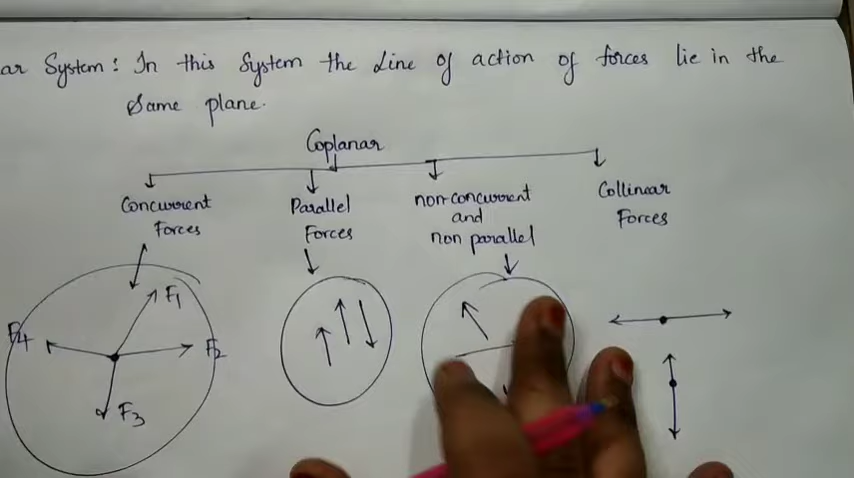 ar System: In this System the Line of action of forces lie in the
Same plane.
Coplanar
Concurrent
Forces
Parallel
Forces
non-concurrent
and
non parallel
Collinear
Forces
F1
F2
F3
F4